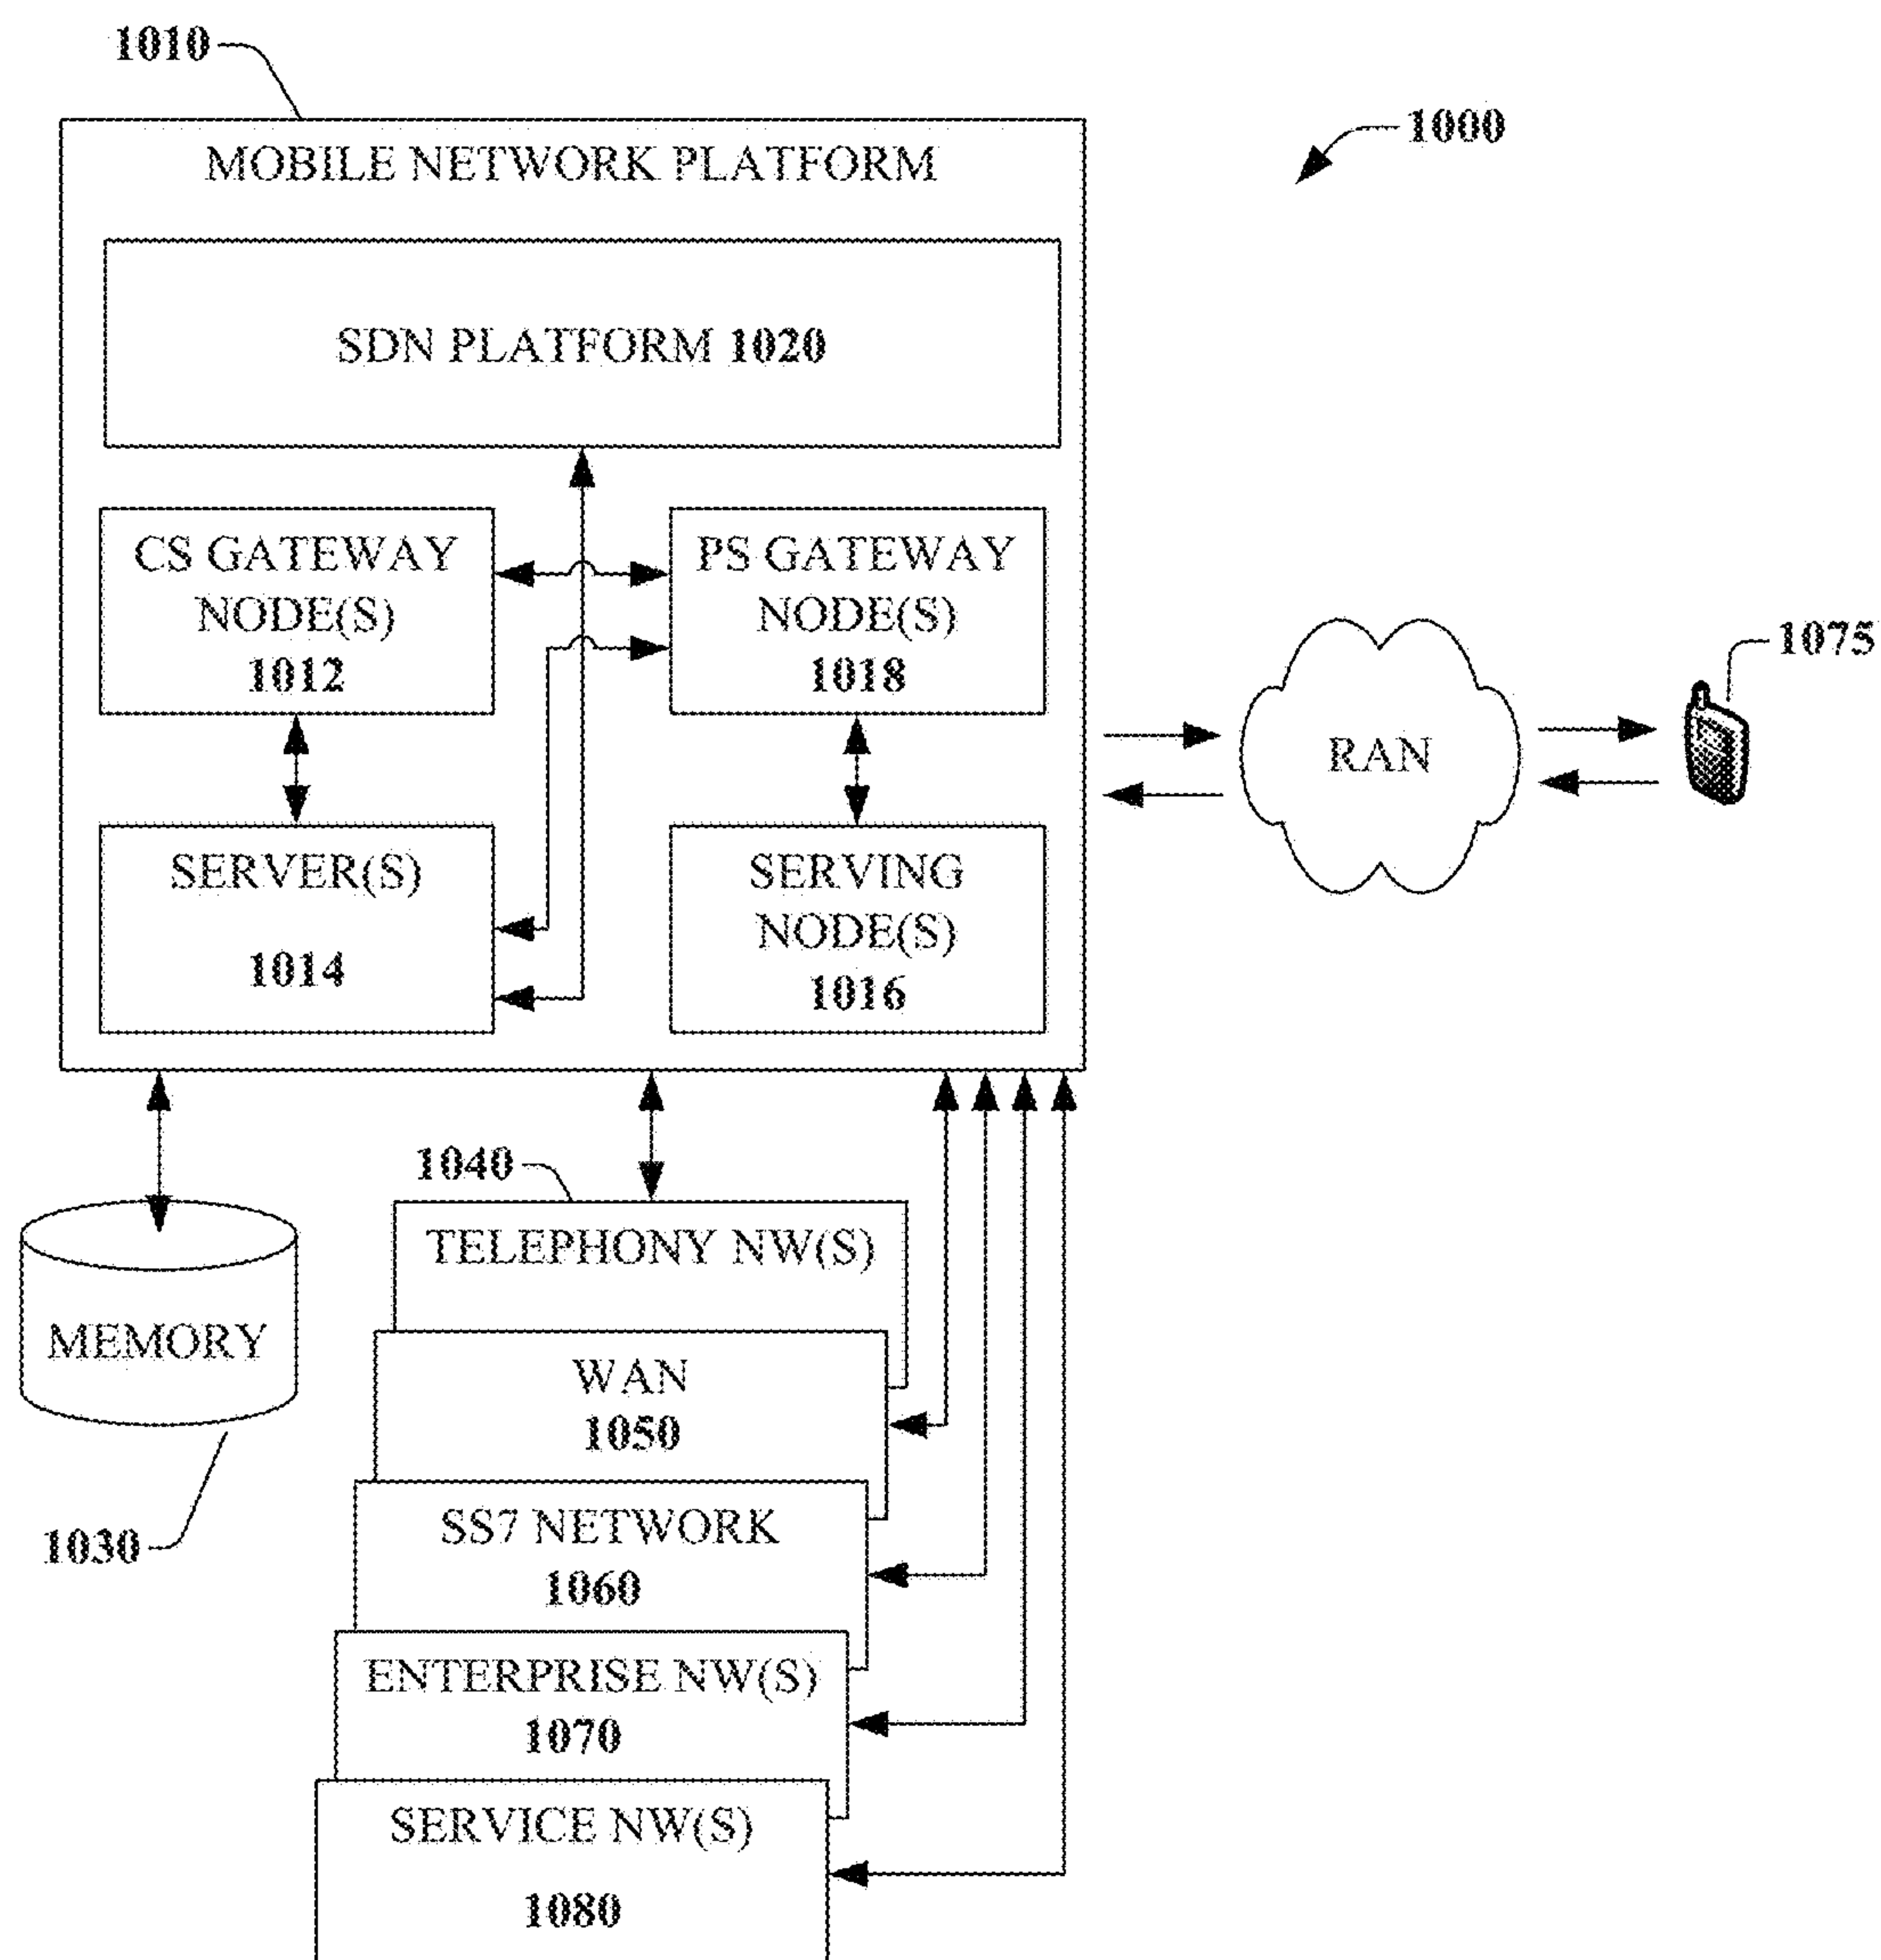 1010
1000
MOBILE NETWORK PLATFORM
SDN PLATFORM 1020
CS GATEWAY
NODE(S)
1012
PS GATEWAY
NODE(S)
1018
SERVER(S)
1014
SERVING
NODE(S)
1016
RAN
1075
1040
TELEPHONY NW(S)
MEMORY
1030
WAN
1050
SS7 NETWORK
1060
ENTERPRISE NW(S)
1070
SERVICE NW(S)
1080